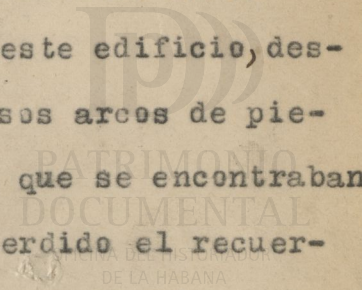 este edificio, des-
sos arcos de pie-
que se encontraban
erdido el recuer-
PATRIMONIO
DOCUMENTAL
OFICINA DEL HISTORIADOR
DE LA HABANA